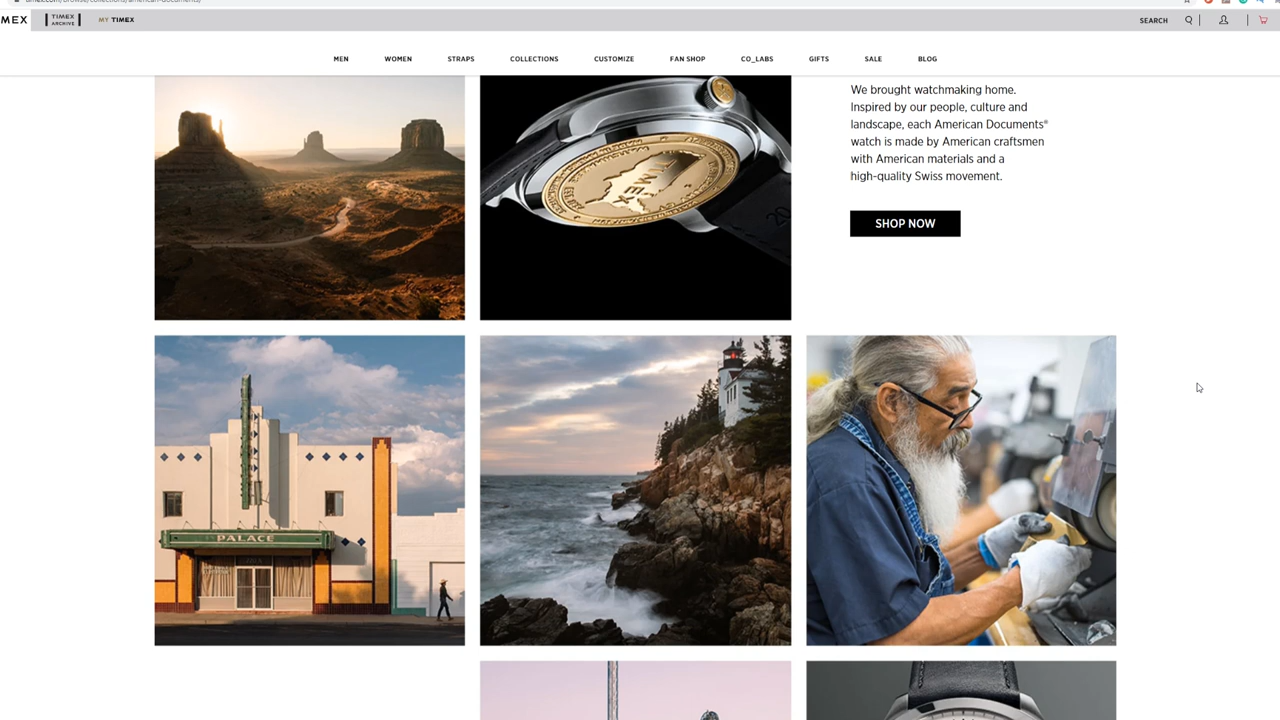 MEX
TIMEX
ARCHIVE
MY TIMEX
SEARCH
MEN
WOMEN
STRAPS
COLLECTIONS
CUSTOMIZE
FAN SHOP
CO_LABS
GIFTS
SALE
BLOG
We brought watchmaking home.
Inspired by our people, culture and
landscape, each American Documents®
watch is made by American craftsmen
with American materials and a
high-quality Swiss movement.
SHOP NOW
TIMEX
20
PALACE